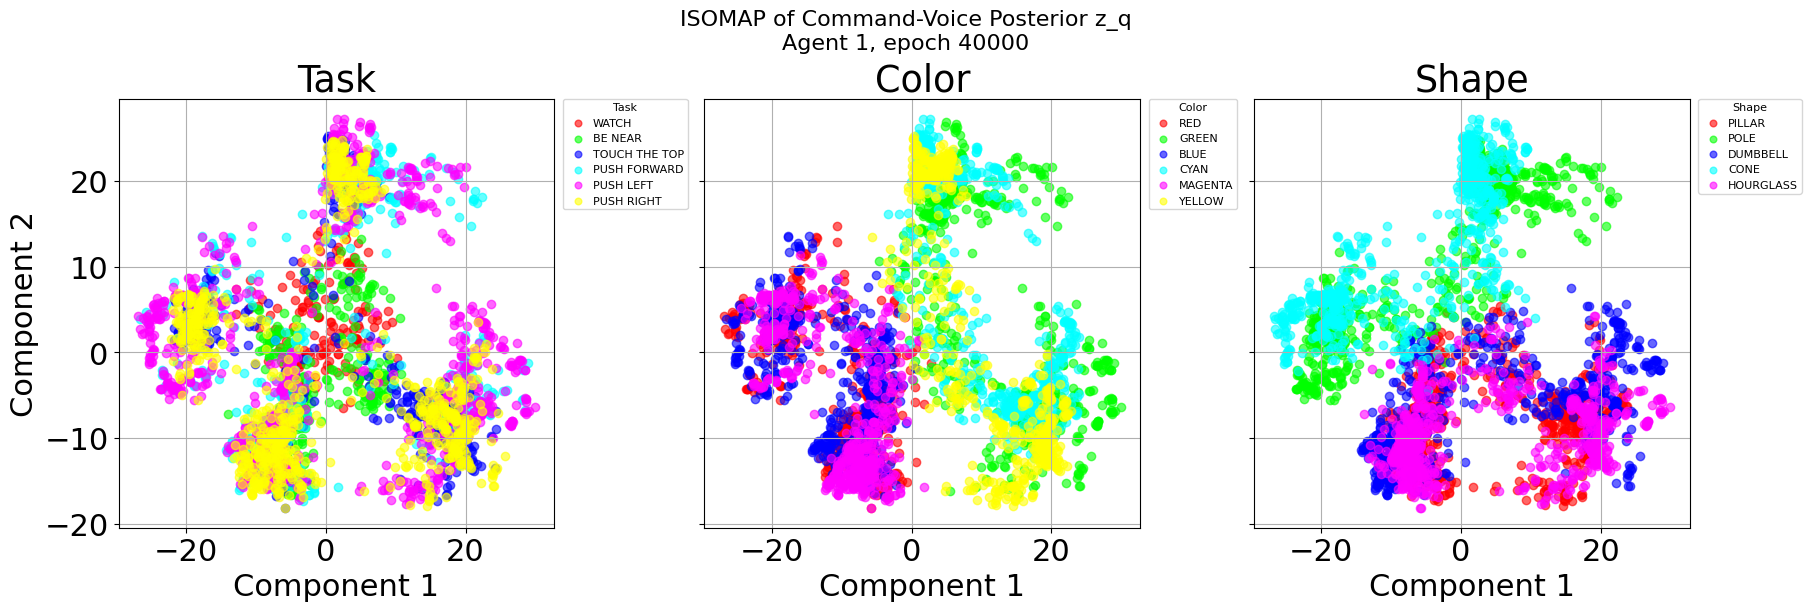 ISOMAP of Command-Voice Posterior z_q
Agent 1, epoch 40000
Task
Component 2
20
10
0
−10
−20
−20 0 20
Component 1
Task
WATCH
BE NEAR
TOUCH THE TOP
PUSH FORWARD
PUSH LEFT
PUSH RIGHT
Color
−20 0 20
Component 1
Color
RED
GREEN
BLUE
CYAN
MAGENTA
YELLOW
Shape
−20 0 20
Component 1
Shape
PILLAR
POLE
DUMBBELL
CONE
HOURGLASS